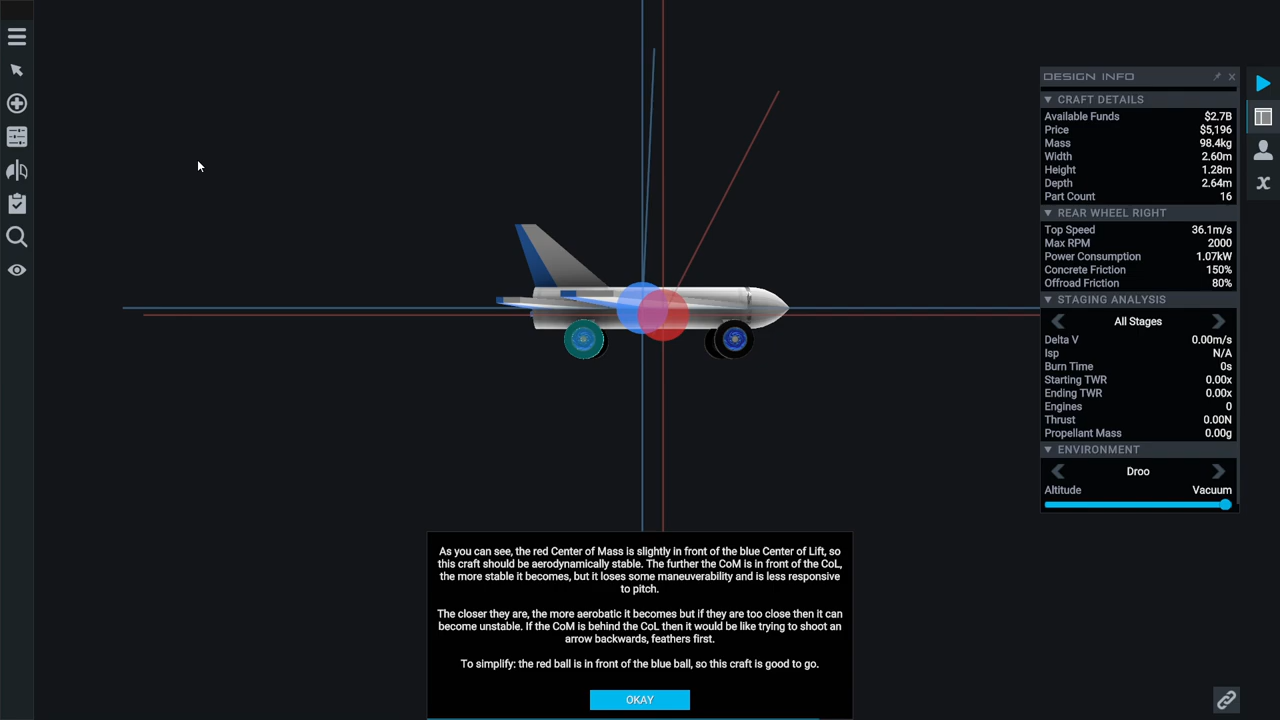 DESIGN INFO
CRAFT DETAILS
Available Funds $2.7B
Price $5,196
Mass 98.4kg
Width 2.60m
Height 1.28m
Depth 2.64m
Part Count 16
REAR WHEEL RIGHT
Top Speed 36.1m/s
Max RPM 2000
Power Consumption 1.07kW
Concrete Friction 150%
Offroad Friction 80%
STAGING ANALYSIS
All Stages
Delta V 0.00m/s
Isp N/A
Burn Time 0s
Starting TWR 0.00x
Ending TWR 0.00x
Engines 0
Thrust 0.00N
Propellant Mass 0.00g
ENVIRONMENT
Droo
Altitude Vacuum
As you can see, the red Center of Mass is slightly in front of the blue Center of Lift, so
this craft should be aerodynamically stable. The further the CoM is in front of the CoL,
the more stable it becomes, but it loses some maneuverability and is less responsive
to pitch.
The closer they are, the more aerobatic it becomes but if they are too close then it can
become unstable. If the CoM is behind the CoL then it would be like trying to shoot an
arrow backwards, feathers first.
To simplify: the red ball is in front of the blue ball, so this craft is good to go.
OKAY